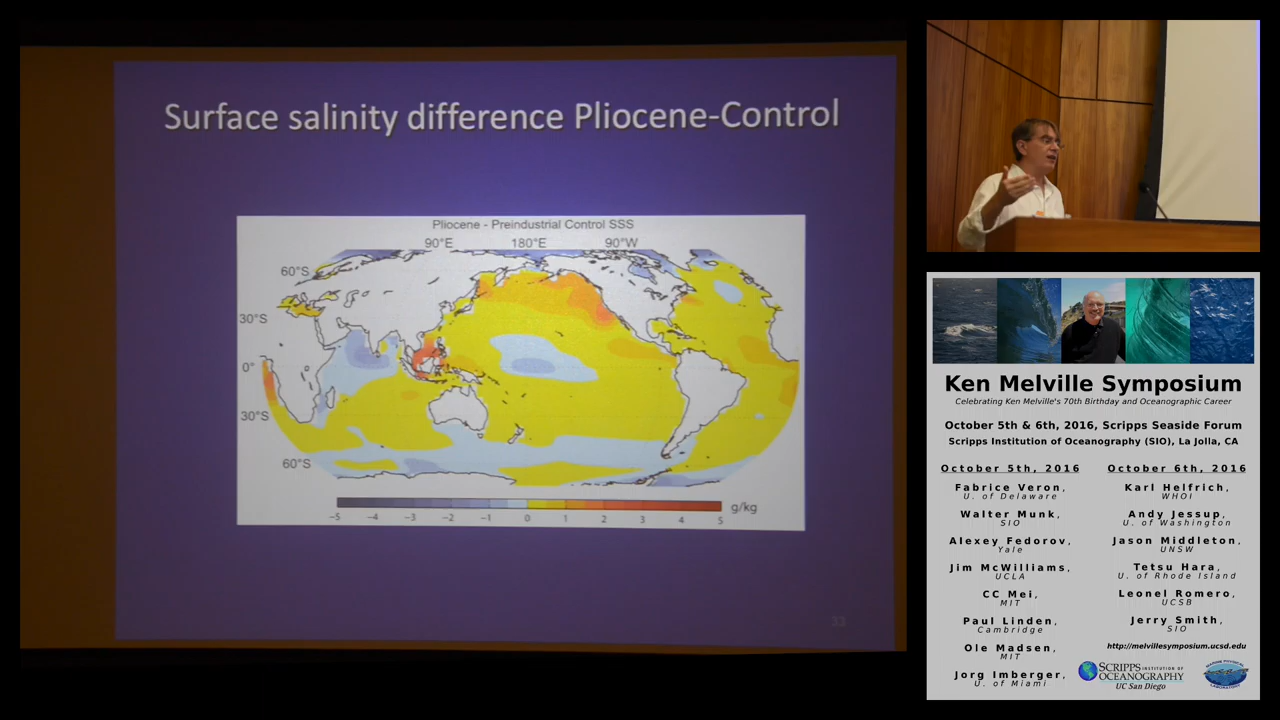 Surface salinity difference Pliocene-Control
Pliocene - Preindustrial Control SSS
90°E 180°E 90°W
60°S
30°S
0°
30°S
60°S
−5 −4 −3 −2 −1 0 1 2 3 4 5 g/kg
33
Ken Melville Symposium
Celebrating Ken Melville's 70th Birthday and Oceanographic Career
October 5th & 6th, 2016, Scripps Seaside Forum
Scripps Institution of Oceanography (SIO), La Jolla, CA
October 5th, 2016
Fabrice Veron,
U. of Delaware
Walter Munk,
SIO
Alexey Fedorov,
Yale
Jim McWilliams,
UCLA
CC Mei,
MIT
Paul Linden,
Cambridge
Ole Madsen,
MIT
Jorg Imberger,
U. of Miami
October 6th, 2016
Karl Helfrich,
WHOI
Andy Jessup,
U. of Washington
Jason Middleton,
UNSW
Tetsu Hara,
U. of Rhode Island
Leonel Romero,
UCSB
Jerry Smith,
SIO
http://melvillesymposium.ucsd.edu
SCRIPPS INSTITUTION OF
OCEANOGRAPHY
UC San Diego
MARINE PHYSICAL
LABORATORY